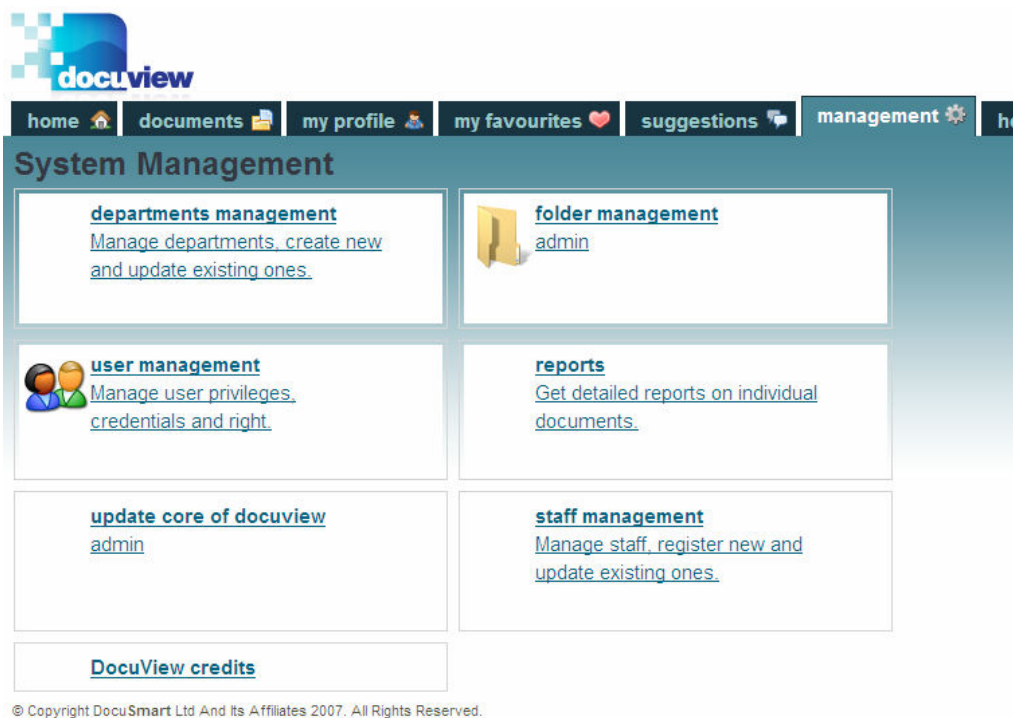 docuview
home documents my profile my favourites suggestions management
System Management
departments management
Manage departments, create new
and update existing ones.
folder management
admin
user management
Manage user privileges,
credentials and right.
reports
Get detailed reports on individual
documents.
update core of docuview
admin
staff management
Manage staff, register new and
update existing ones.
DocuView credits
© Copyright DocuSmart Ltd And Its Affiliates 2007. All Rights Reserved.